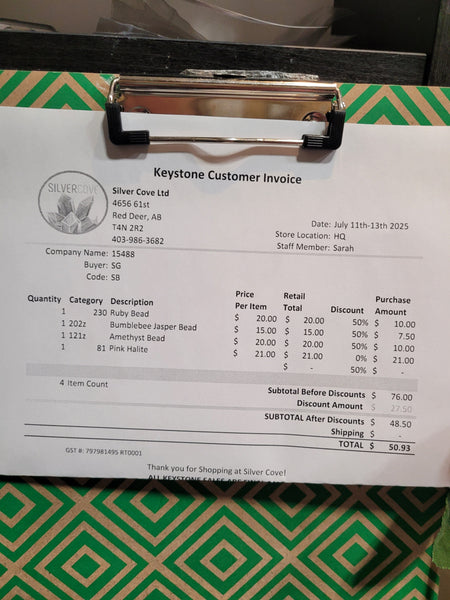 Keystone Customer Invoice
SILVERCOVE
Silver Cove Ltd
4656 61st
Red Deer, AB
T4N 2R2
403-986-3682
Date: July 11th-13th 2025
Store Location: HQ
Staff Member: Sarah
Company Name: 15488
Buyer: SG
Code: SB
Quantity Category Description Price Per Item Retail Total Discount Purchase Amount
1 230 Ruby Bead $ 20.00 $ 20.00 50% $ 10.00
1 202z Bumblebee Jasper Bead $ 15.00 $ 15.00 50% $ 7.50
1 121z Amethyst Bead $ 20.00 $ 20.00 50% $ 10.00
1 81 Pink Halite $ 21.00 $ 21.00 0% $ 21.00
$ - 50% $ -
4 Item Count
Subtotal Before Discounts $ 76.00
Discount Amount $ 27.50
SUBTOTAL After Discounts $ 48.50
Shipping $ -
TOTAL $ 50.93
GST #: 797981495 RT0001
Thank you for Shopping at Silver Cove!
ALL KEYSTONE SALES ARE